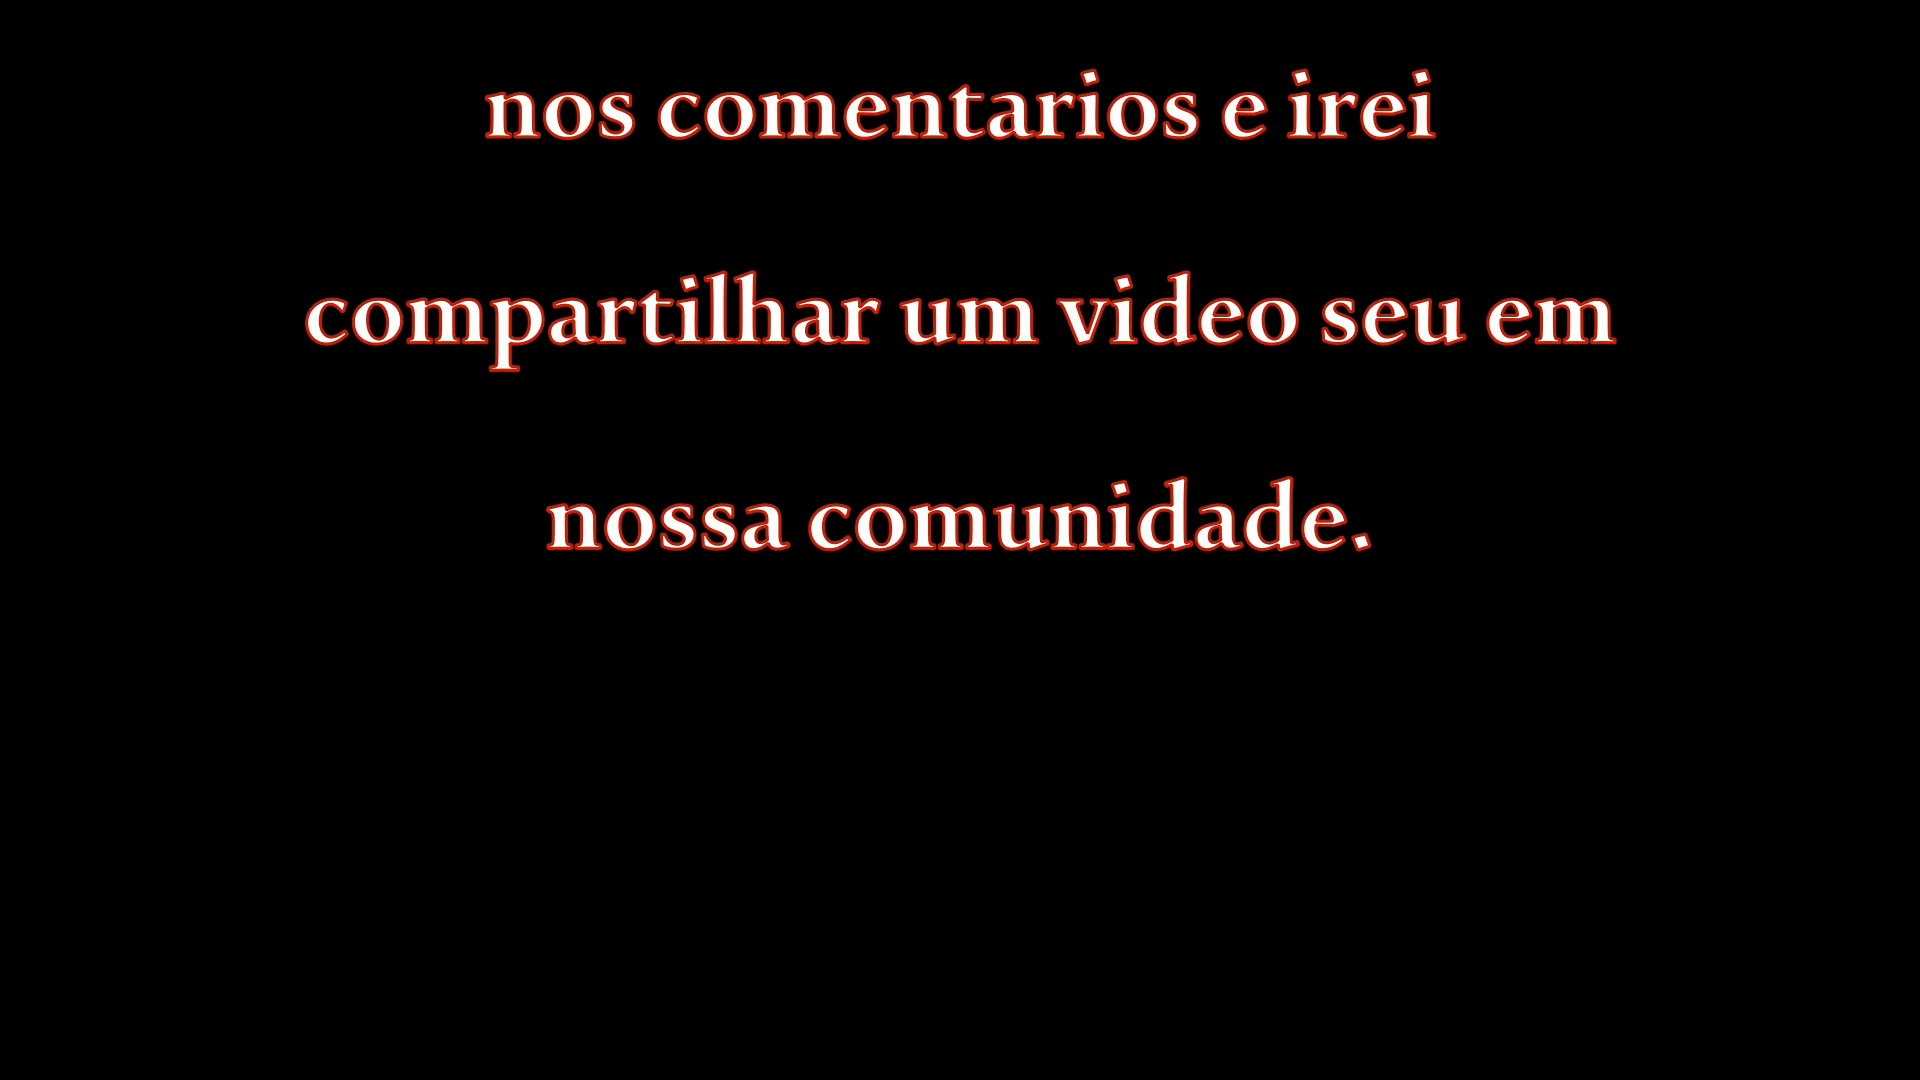 nos comentarios e irei
compartilhar um video seu em
nossa comunidade.